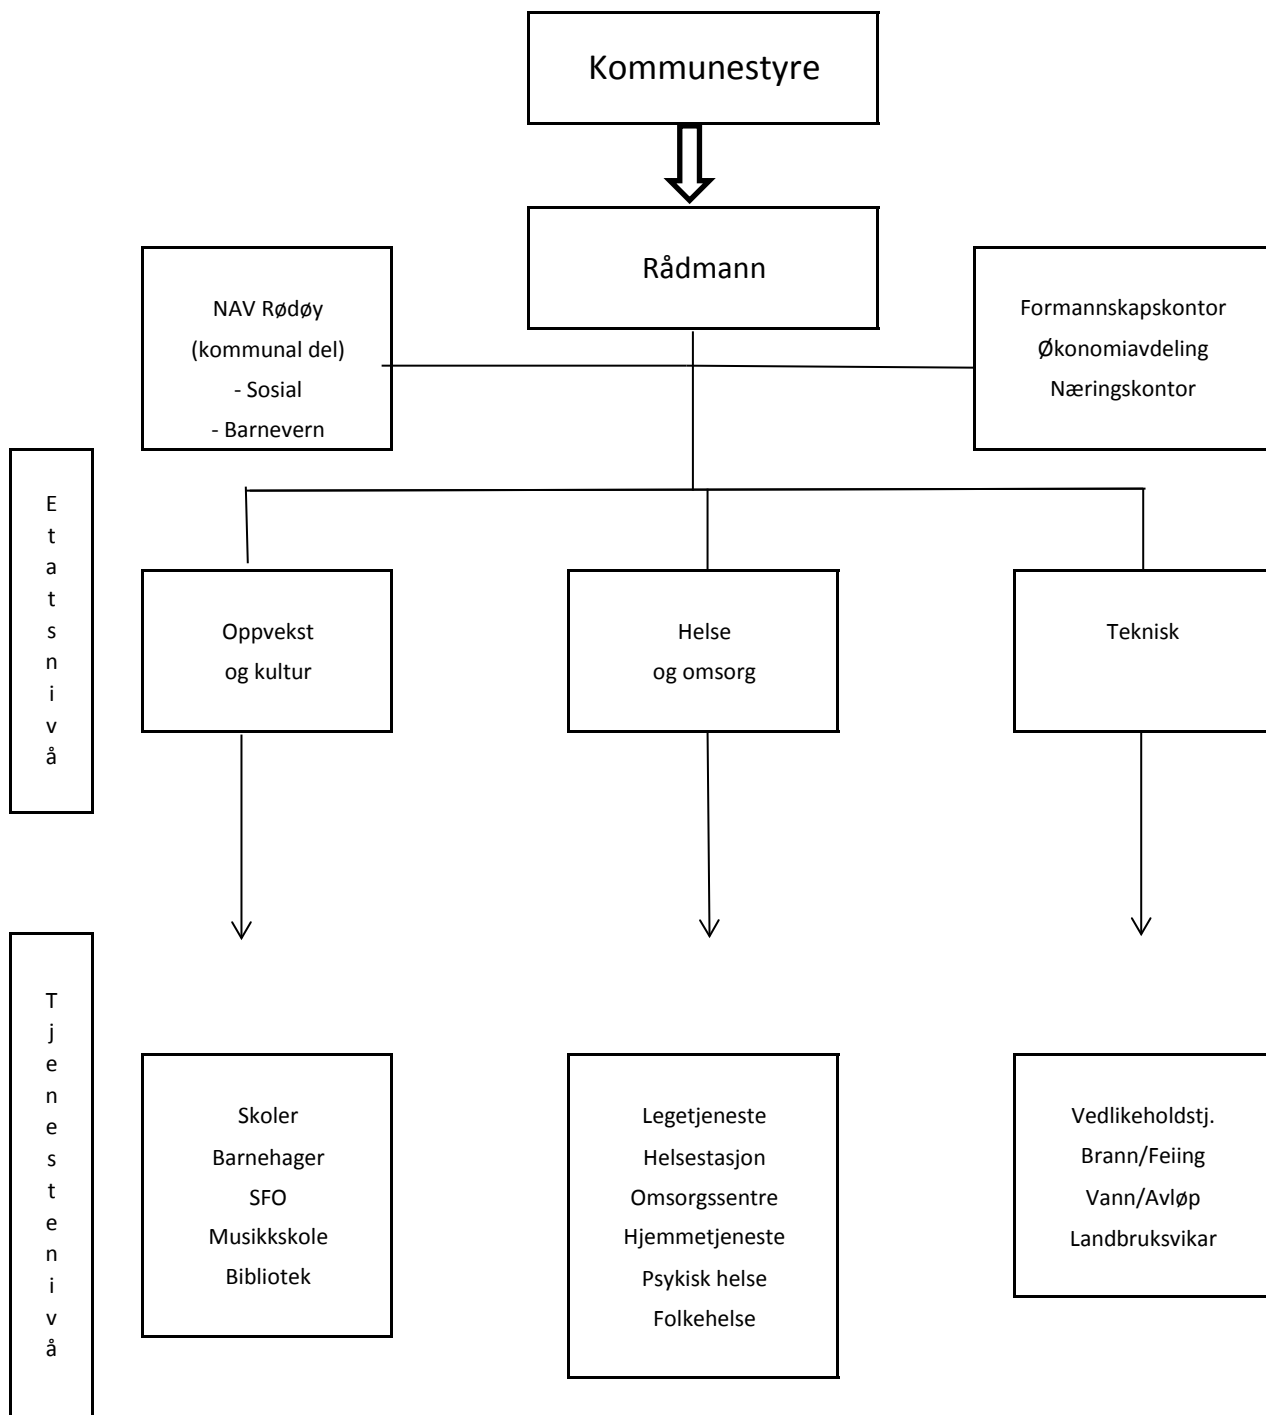 Kommunestyre
Rådmann
NAV Rødøy
(kommunal del)
- Sosial
- Barnevern
Formannskapskontor
Økonomiavdeling
Næringskontor
E
t
a
t
s
n
i
v
å
Oppvekst
og kultur
Helse
og omsorg
Teknisk
T
j
e
n
e
s
t
e
n
i
v
å
Skoler
Barnehager
SFO
Musikkskole
Bibliotek
Legetjeneste
Helsestasjon
Omsorgssentre
Hjemmetjeneste
Psykisk helse
Folkehelse
Vedlikeholdstj.
Brann/Feiing
Vann/Avløp
Landbruksvikar